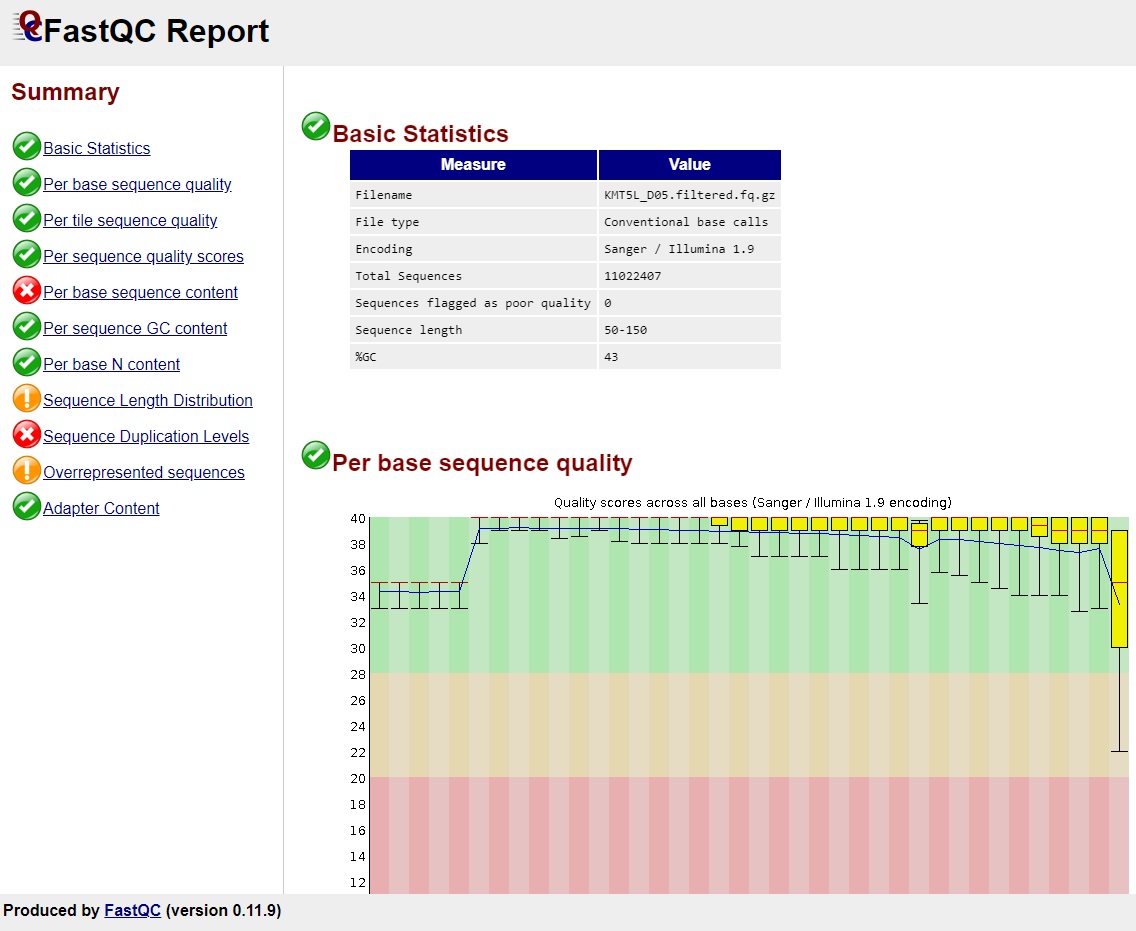 FastQC Report
Summary
Basic Statistics
Per base sequence quality
Per tile sequence quality
Per sequence quality scores
Per base sequence content
Per sequence GC content
Per base N content
Sequence Length Distribution
Sequence Duplication Levels
Overrepresented sequences
Adapter Content
Basic Statistics
Measure Value
Filename KMT5L_D05.filtered.fq.gz
File type Conventional base calls
Encoding Sanger / Illumina 1.9
Total Sequences 11022407
Sequences flagged as poor quality 0
Sequence length 50-150
%GC 43
Per base sequence quality
Quality scores across all bases (Sanger / Illumina 1.9 encoding)
40
38
36
34
32
30
28
26
24
22
20
18
16
14
12
Produced by FastQC (version 0.11.9)